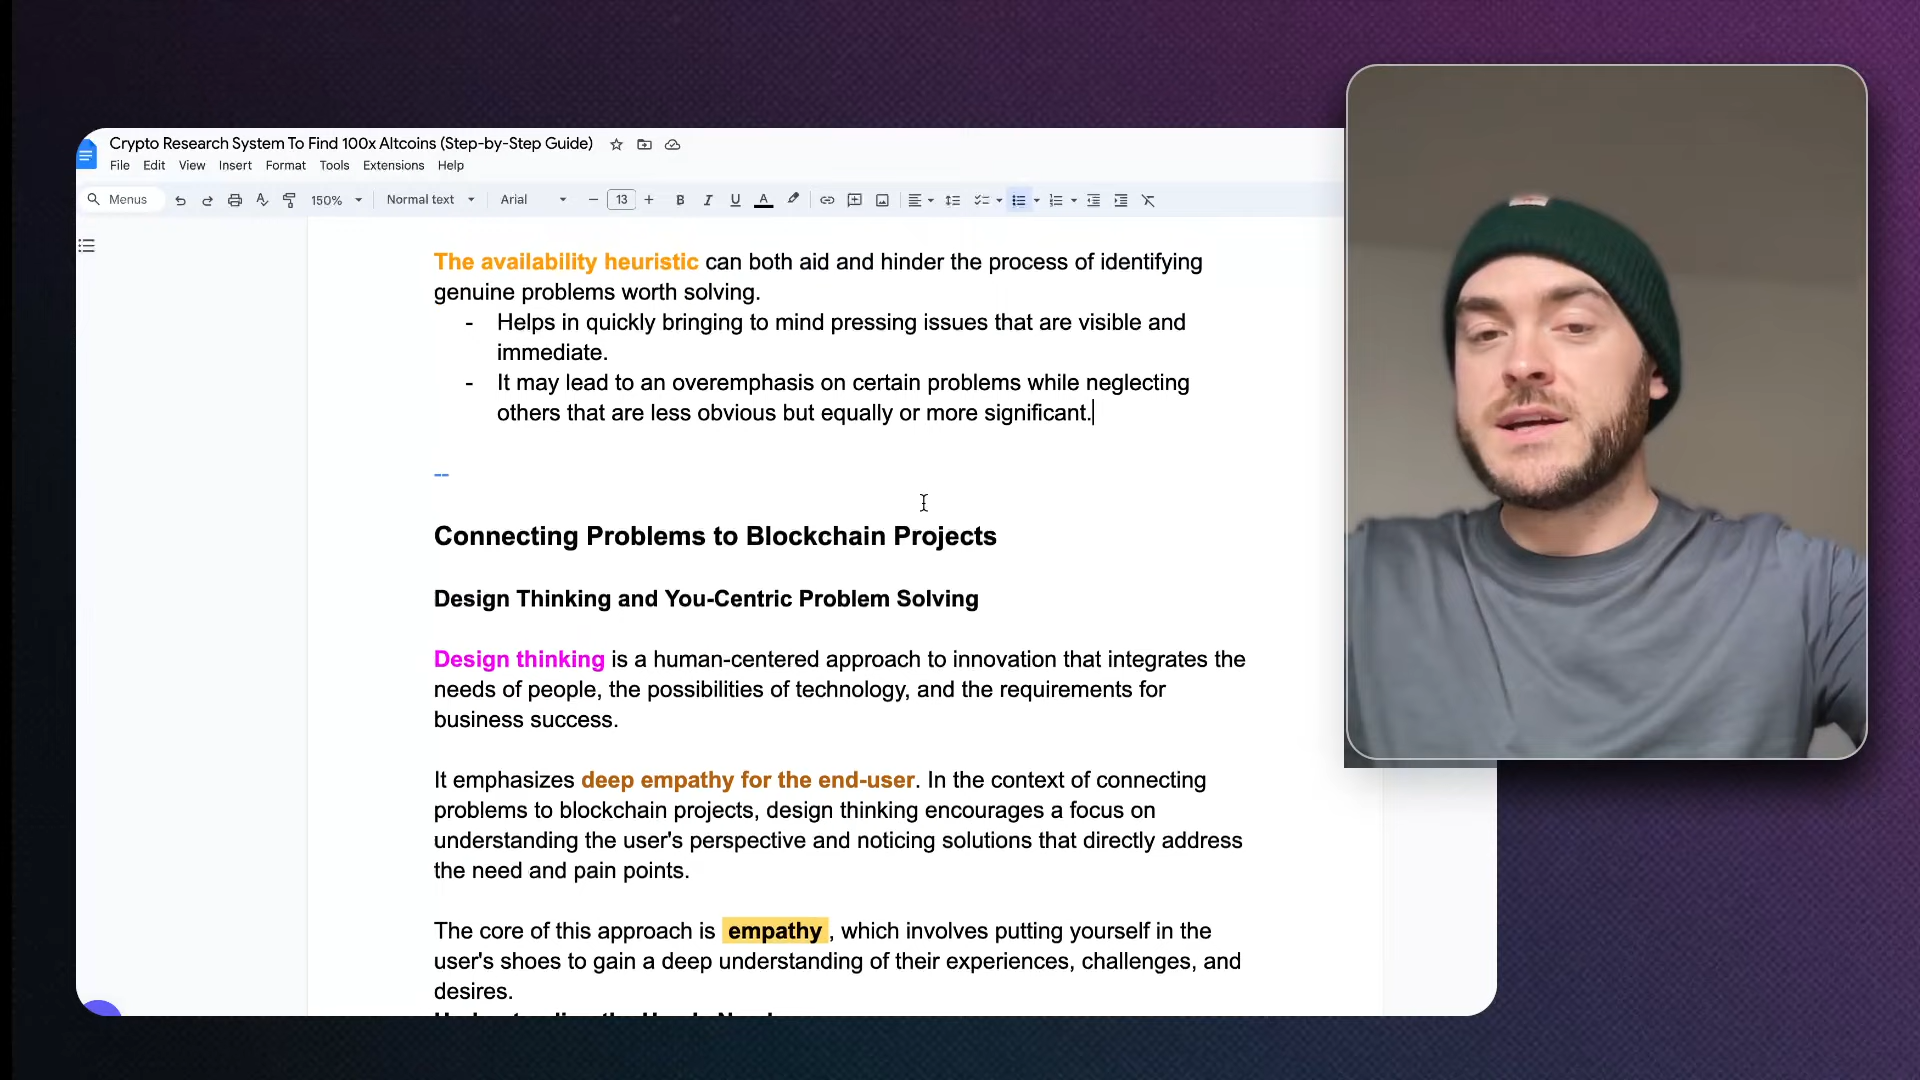 Crypto Research System To Find 100x Altcoins (Step-by-Step Guide)
File Edit View Insert Format Tools Extensions Help
Menus 150% Normal text Arial 13
The availability heuristic can both aid and hinder the process of identifying
genuine problems worth solving.
- Helps in quickly bringing to mind pressing issues that are visible and
immediate.
- It may lead to an overemphasis on certain problems while neglecting
others that are less obvious but equally or more significant.
--
Connecting Problems to Blockchain Projects
Design Thinking and You-Centric Problem Solving
Design thinking is a human-centered approach to innovation that integrates the
needs of people, the possibilities of technology, and the requirements for
business success.
It emphasizes deep empathy for the end-user. In the context of connecting
problems to blockchain projects, design thinking encourages a focus on
understanding the user's perspective and noticing solutions that directly address
the need and pain points.
The core of this approach is empathy, which involves putting yourself in the
user's shoes to gain a deep understanding of their experiences, challenges, and
desires.